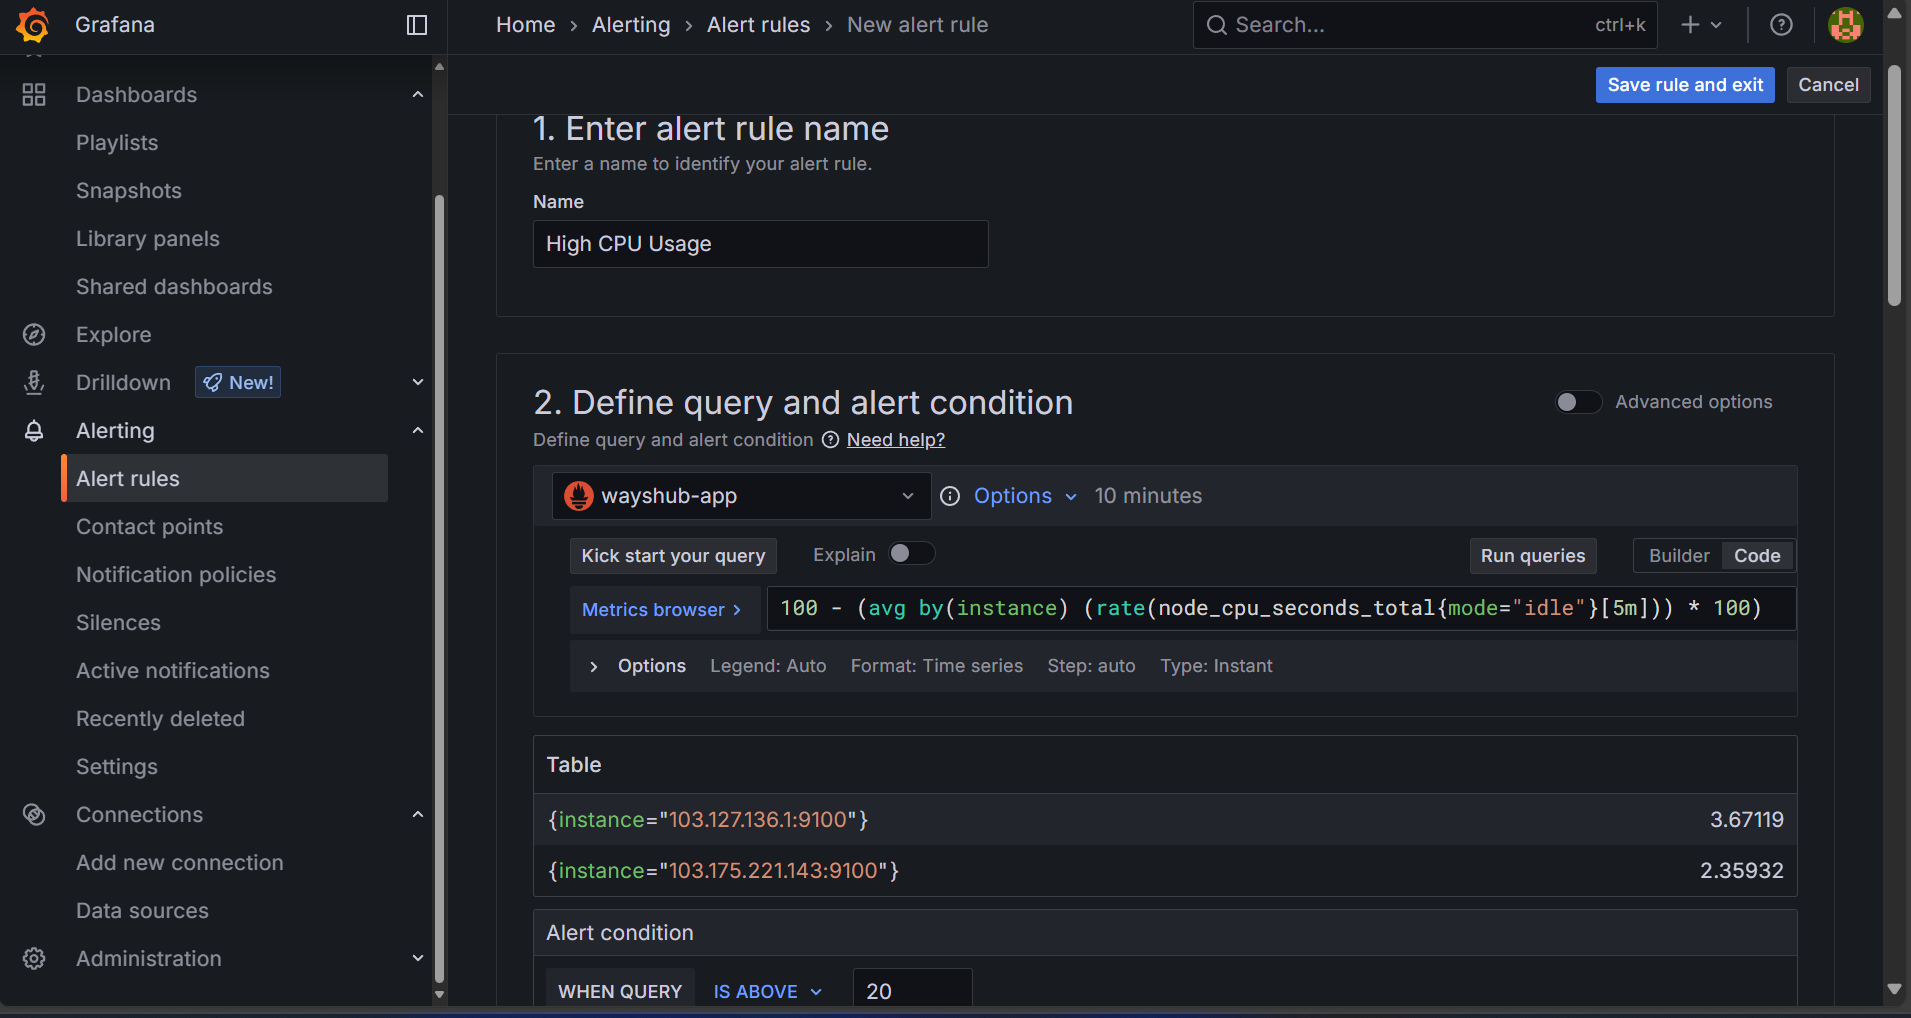 Grafana
Home › Alerting › Alert rules › New alert rule
Search...
ctrl+k
Save rule and exit
Cancel
Dashboards
Playlists
Snapshots
Library panels
Shared dashboards
Explore
Drilldown
New!
Alerting
Alert rules
Contact points
Notification policies
Silences
Active notifications
Recently deleted
Settings
Connections
Add new connection
Data sources
Administration
1. Enter alert rule name
Enter a name to identify your alert rule.
Name
High CPU Usage
2. Define query and alert condition
Advanced options
Define query and alert condition
Need help?
wayshub-app
Options
10 minutes
Kick start your query
Explain
Run queries
Builder
Code
Metrics browser ›
100 - (avg by(instance) (rate(node_cpu_seconds_total{mode="idle"}[5m])) * 100)
› Options Legend: Auto Format: Time series Step: auto Type: Instant
Table
{instance="103.127.136.1:9100"} 3.67119
{instance="103.175.221.143:9100"} 2.35932
Alert condition
WHEN QUERY IS ABOVE 20